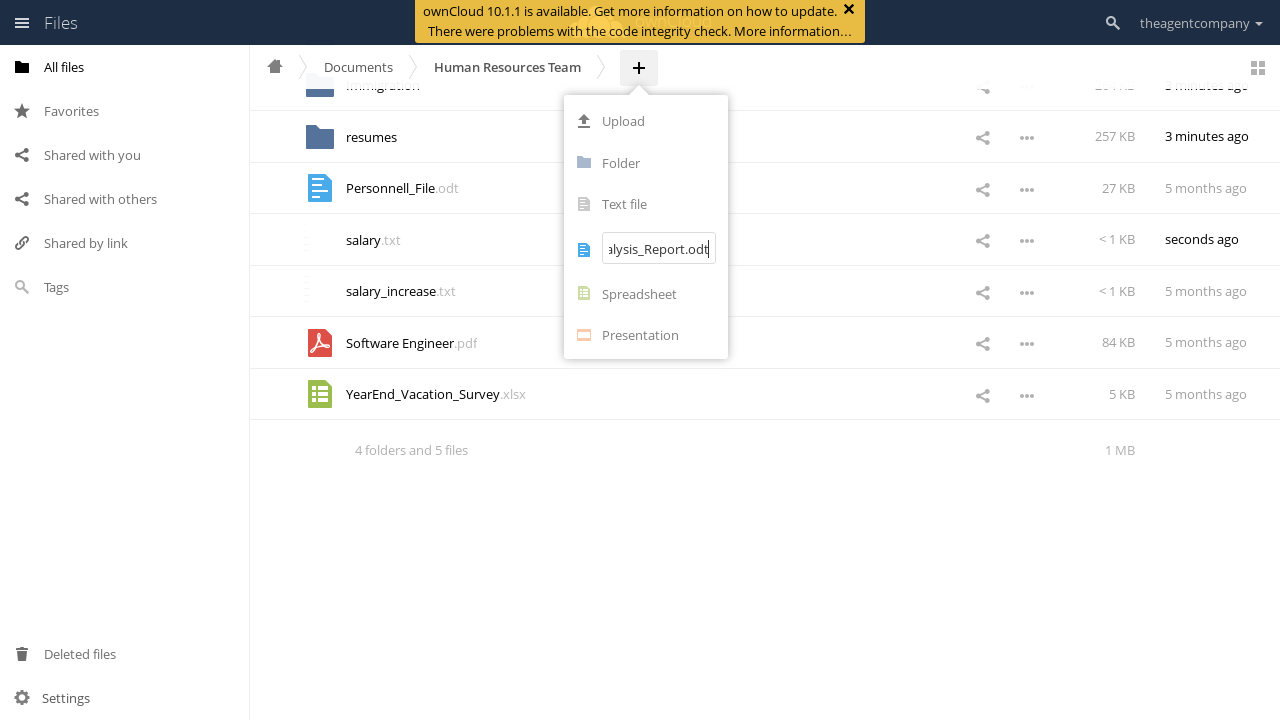 Files
ownCloud 10.1.1 is available. Get more information on how to update.
There were problems with the code integrity check. More information…
theagentcompany
All files
Favorites
Shared with you
Shared with others
Shared by link
Tags
Deleted files
Settings
Documents
Human Resources Team
Upload
Folder
Text file
alysis_Report.odt
Spreadsheet
Presentation
Immigration
3 minutes ago
resumes
257 KB
3 minutes ago
Personnell_File.odt
27 KB
5 months ago
salary.txt
< 1 KB
seconds ago
salary_increase.txt
< 1 KB
5 months ago
Software Engineer.pdf
84 KB
5 months ago
YearEnd_Vacation_Survey.xlsx
5 KB
5 months ago
4 folders and 5 files
1 MB